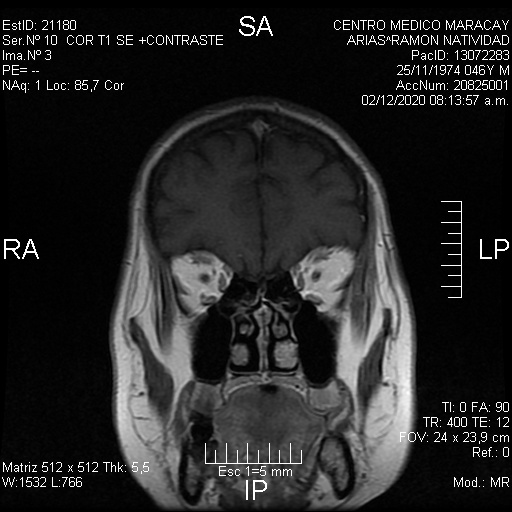 EstID: 21180
Ser.Nº 10 COR T1 SE +CONTRASTE
Ima.Nº 3
PE= --
NAq: 1 Loc: 85,7 Cor
SA
CENTRO MEDICO MARACAY
ARIAS^RAMON NATIVIDAD
PacID: 13072283
25/11/1974 046Y M
AccNum: 20825001
02/12/2020 08:13:57 a.m.
RA
LP
TI: 0 FA: 90
TR: 400 TE: 12
FOV: 24 x 23,9 cm
Ref.: 0
Matriz 512 x 512 Thk: 5,5
W:1532 L:766
Esc 1=5 mm
IP
Mod.: MR